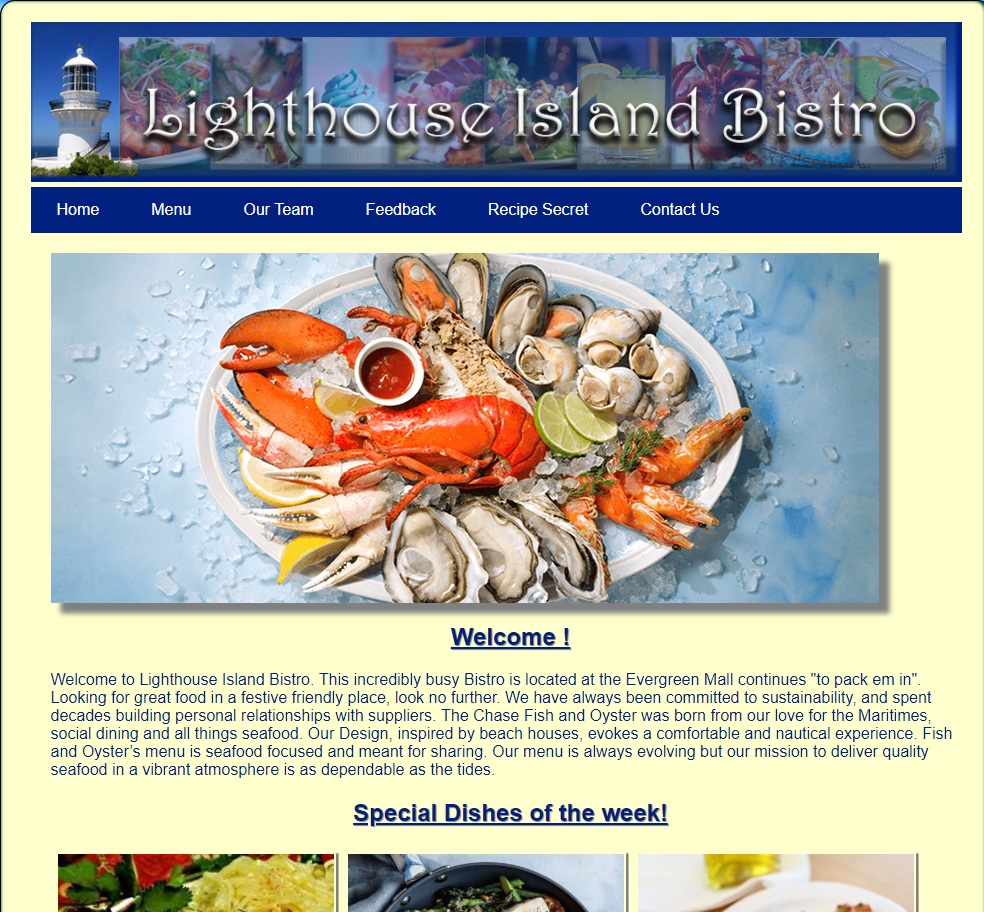 Lighthouse Island Bistro
Home Menu Our Team Feedback Recipe Secret Contact Us
Welcome !
Welcome to Lighthouse Island Bistro. This incredibly busy Bistro is located at the Evergreen Mall continues "to pack em in".
Looking for great food in a festive friendly place, look no further. We have always been committed to sustainability, and spent
decades building personal relationships with suppliers. The Chase Fish and Oyster was born from our love for the Maritimes,
social dining and all things seafood. Our Design, inspired by beach houses, evokes a comfortable and nautical experience. Fish
and Oyster’s menu is seafood focused and meant for sharing. Our menu is always evolving but our mission to deliver quality
seafood in a vibrant atmosphere is as dependable as the tides.
Special Dishes of the week!